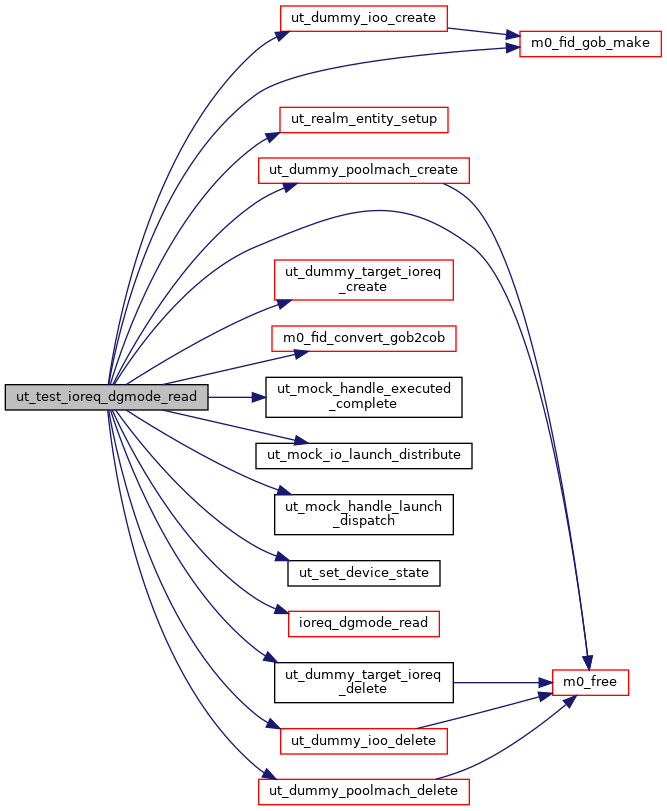 ut_dummy_ioo_create
m0_fid_gob_make
ut_realm_entity_setup
ut_dummy_poolmach_create
ut_dummy_target_ioreq
_create
m0_fid_convert_gob2cob
ut_test_ioreq_dgmode_read
ut_mock_handle_executed
_complete
ut_mock_io_launch_distribute
ut_mock_handle_launch
_dispatch
ut_set_device_state
ioreq_dgmode_read
ut_dummy_target_ioreq
_delete
m0_free
ut_dummy_ioo_delete
ut_dummy_poolmach_delete